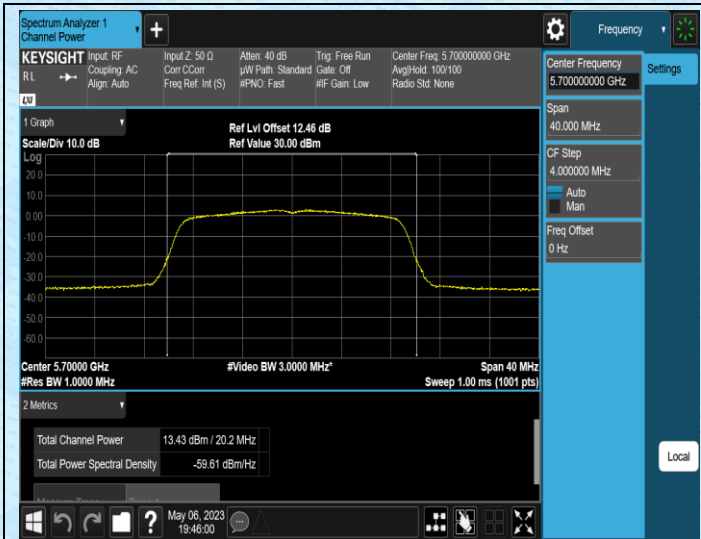 Spectrum Analyzer 1
Channel Power
Frequency
KEYSIGHT
RL
LXI
Input: RF
Coupling: AC
Align: Auto
Input Z: 50 Ω
Corr CCorr
Freq Ref: Int (S)
Atten: 40 dB
µW Path: Standard
#PNO: Fast
Trig: Free Run
Gate: Off
#IF Gain: Low
Center Freq: 5.700000000 GHz
Avg|Hold: 100/100
Radio Std: None
Center Frequency
5.700000000 GHz
Settings
Span
40.000 MHz
CF Step
4.000000 MHz
Auto
Man
Freq Offset
0 Hz
1 Graph
Scale/Div 10.0 dB
Ref Lvl Offset 12.46 dB
Ref Value 30.00 dBm
Log
20.0
10.0
0.00
-10.0
-20.0
-30.0
-40.0
-50.0
-60.0
Center 5.70000 GHz
#Video BW 3.0000 MHz*
Span 40 MHz
#Res BW 1.0000 MHz
Sweep 1.00 ms (1001 pts)
2 Metrics
Total Channel Power 13.43 dBm / 20.2 MHz
Total Power Spectral Density -59.61 dBm/Hz
Local
?
May 06, 2023
19:46:00